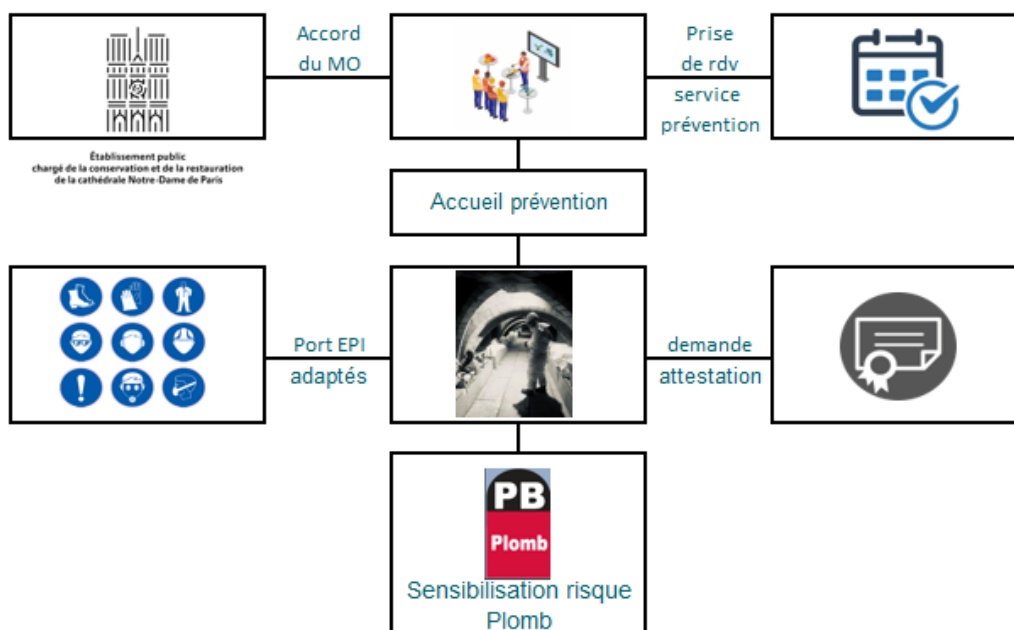 Accord
du MO
Prise
de rdv
service
prévention
Établissement public
chargé de la conservation et de la restauration
de la cathédrale Notre-Dame de Paris
Accueil prévention
Port EPI
adaptés
demande
attestation
PB
Plomb
Sensibilisation risque
Plomb